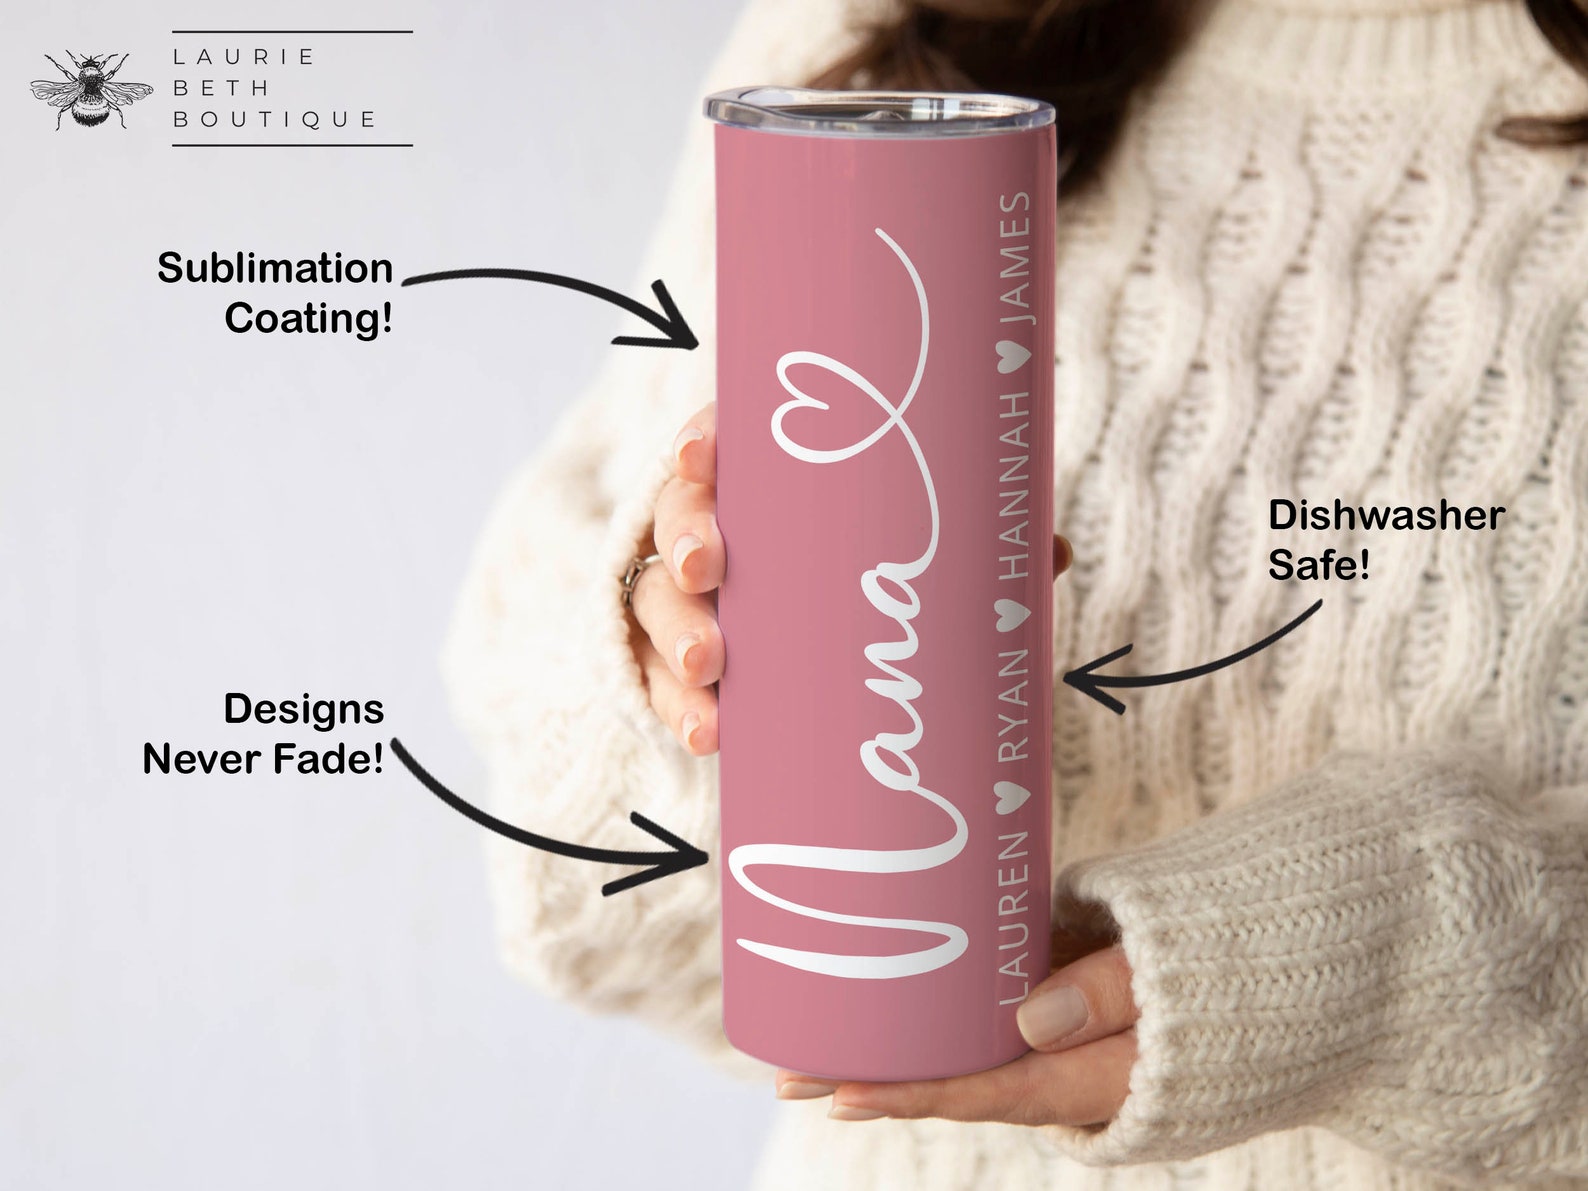 LAURIE
BETH
BOUTIQUE
Sublimation
Coating!
Designs
Never Fade!
Dishwasher
Safe!
Nana
LAUREN ♥ RYAN ♥ HANNAH ♥ JAMES